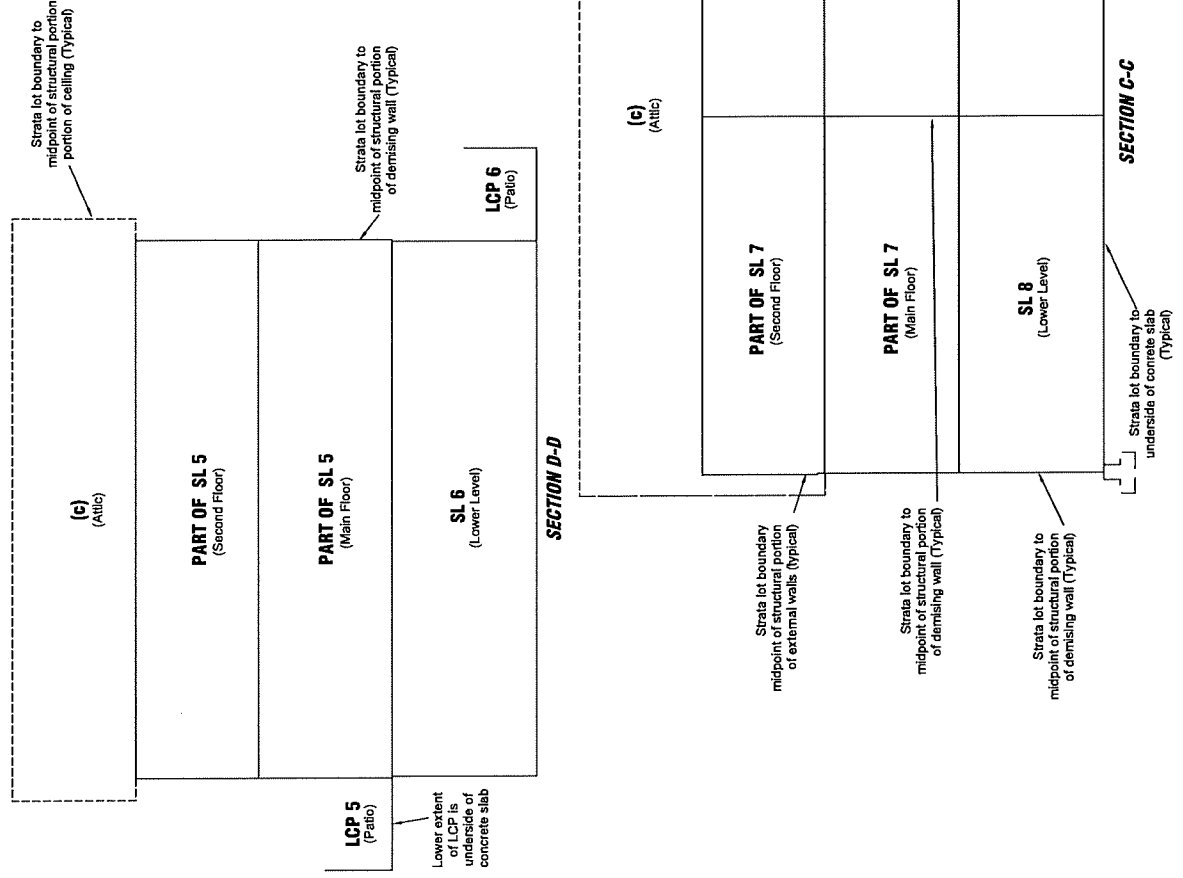 Strata lot boundary to
midpoint of structural portion
portion of ceiling (Typical)
(c)
(Attic)
Strata lot boundary to
midpoint of structural portion
of demising wall (Typical)
PART OF SL 5
(Second Floor)
PART OF SL 5
(Main Floor)
LCP 6
(Patio)
SL 6
(Lower Level)
LCP 5
(Patio)
Lower extent
of LCP is
underside of
concrete slab
SECTION D-D
(c)
(Attic)
PART OF SL 7
(Second Floor)
PART OF SL 7
(Main Floor)
SL 8
(Lower Level)
Strata lot boundary
midpoint of structural portion
of external walls (typical)
Strata lot boundary to
midpoint of structural portion
of demising wall (Typical)
Strata lot boundary to
midpoint of structural portion
of demising wall (Typical)
Strata lot boundary to
underside of conrete slab
(Typical)
SECTION C-C